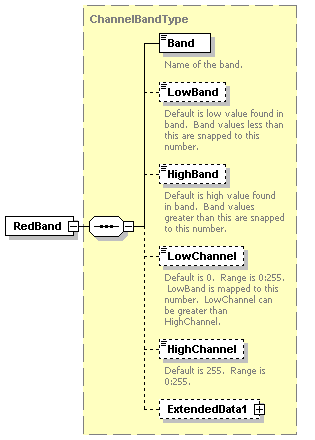 ChannelBandType
Band
Name of the band.
LowBand
Default is low value found in
band.  Band values less than
this are snapped to this
number.
HighBand
Default is high value found
in band.  Band values
greater than this are snapped
to this number.
RedBand
LowChannel
Default is 0.  Range is 0:255.
LowBand is mapped to this
number.  LowChannel can
be greater than
HighChannel.
HighChannel
Default is 255.  Range is
0:255.
ExtendedData1